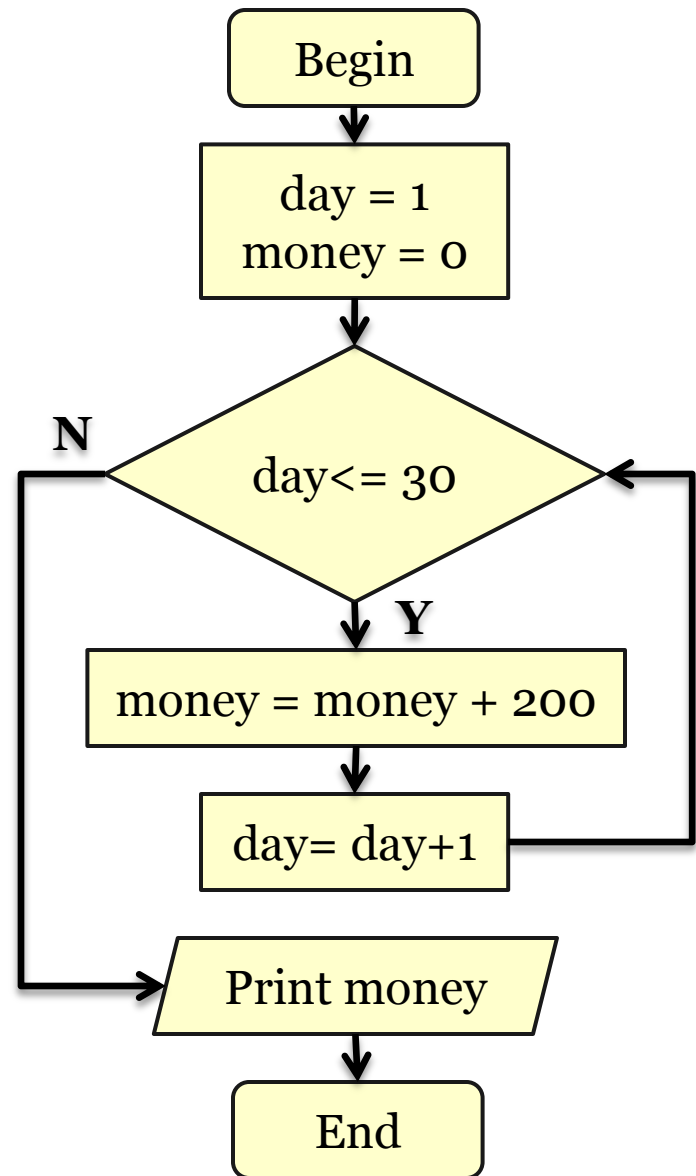 Begin
day = 1
money = 0
N
day<= 30
Y
money = money + 200
day= day+1
Print money
End